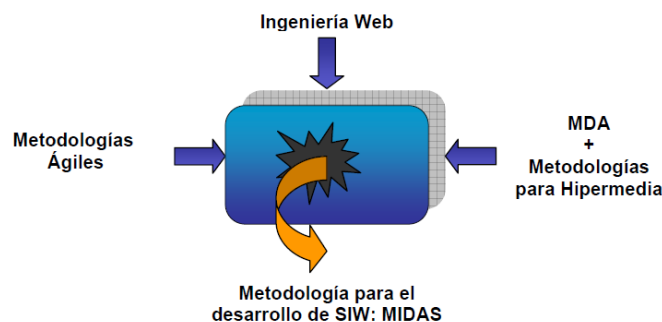 Ingeniería Web
Metodologías
Ágiles
MDA
+
Metodologías
para Hipermedia
Metodología para el
desarrollo de SIW: MIDAS